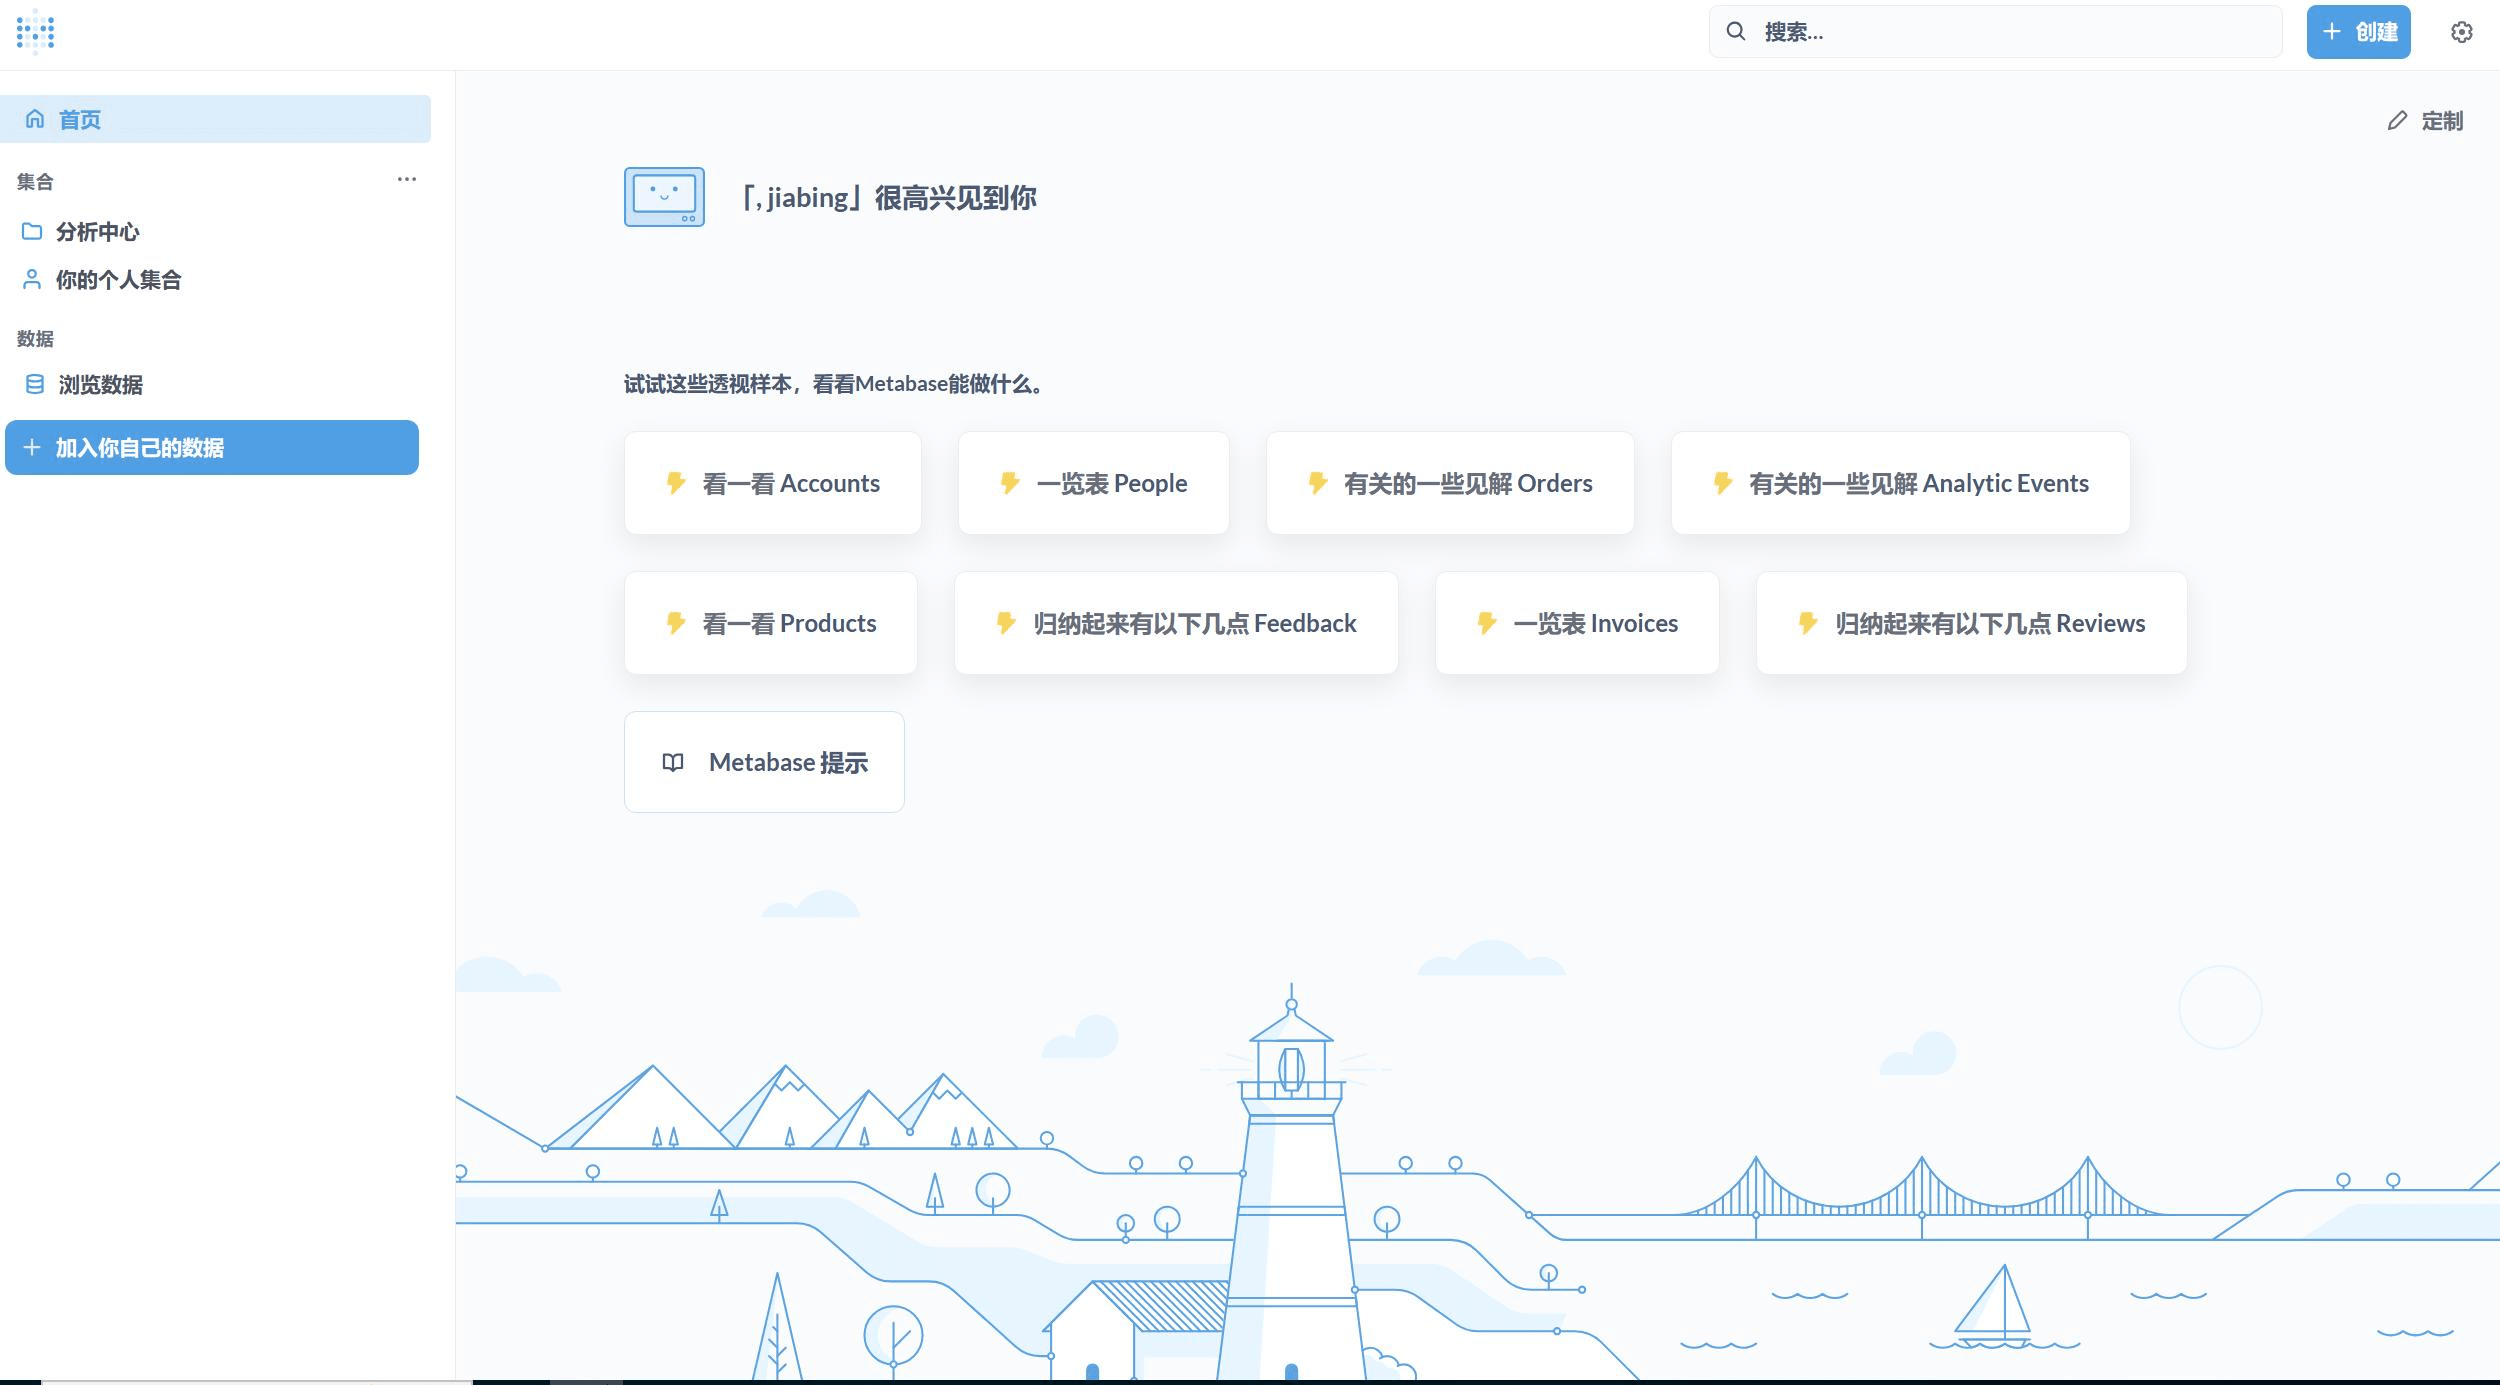 搜索...
创建
首页
定制
集合
分析中心
你的个人集合
数据
浏览数据
加入你自己的数据
「, jiabing」很高兴见到你
试试这些透视样本，看看Metabase能做什么。
看一看 Accounts
一览表 People
有关的一些见解 Orders
有关的一些见解 Analytic Events
看一看 Products
归纳起来有以下几点 Feedback
一览表 Invoices
归纳起来有以下几点 Reviews
Metabase 提示